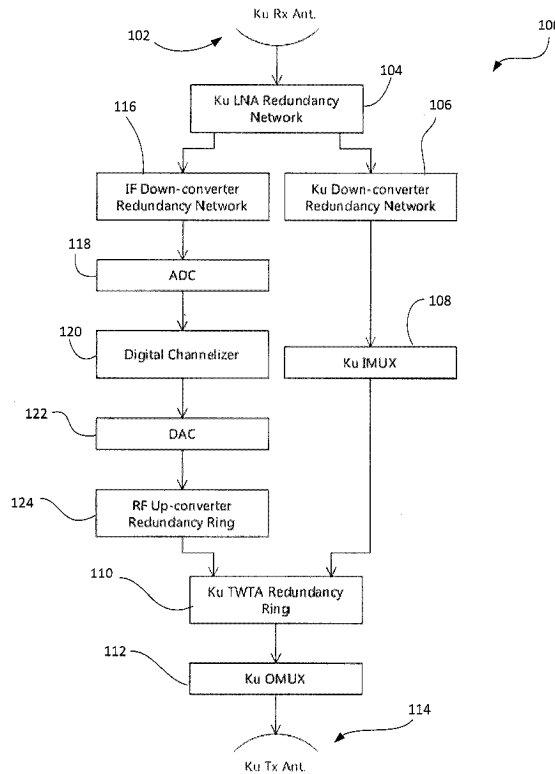 Ku Rx Ant.
102
104
Ku LNA Redundancy
Network
116
106
IF Down-converter
Redundancy Network
Ku Down-converter
Redundancy Network
118
ADC
108
120
Digital Channelizer
Ku IMUX
122
DAC
124
RF Up-converter
Redundancy Ring
110
Ku TWTA Redundancy
Ring
112
Ku OMUX
114
Ku Tx Ant.